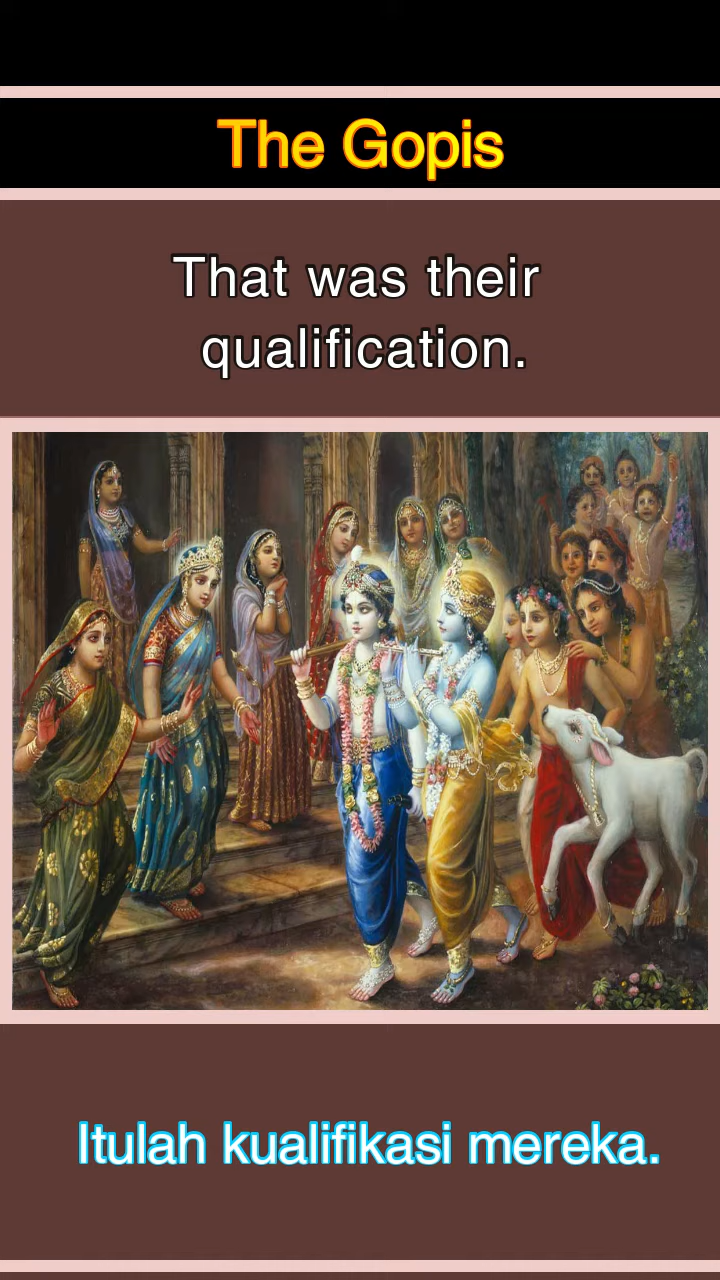 The Gopis
That was their
qualification.
Itulah kualifikasi mereka.